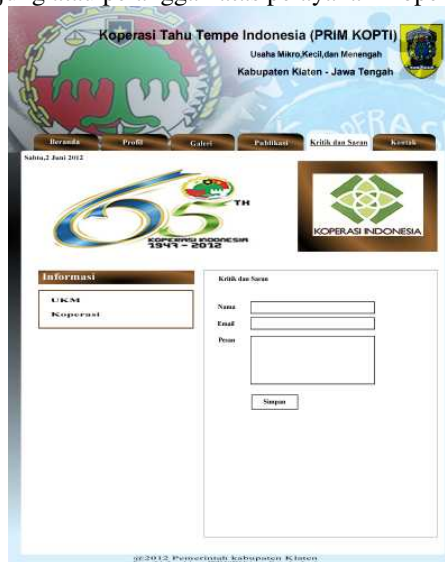 Koperasi Tahu Tempe Indonesia (PRIM KOPTI)
Usaha Mikro,Kecil,dan Menengah
Kabupaten Klaten - Jawa Tengah
Beranda Profil Galeri Publikasi Kritik dan Saran Kontak
Sabtu,2 Juni 2012
65 TH
KOPERASI INDONESIA
1947 - 2012
KOPERASI INDONESIA
Informasi
UKM
Koperasi
Kritik dan Saran
Nama
Email
Pesan
Simpan
@2012 Pemerintah kabupaten Klaten